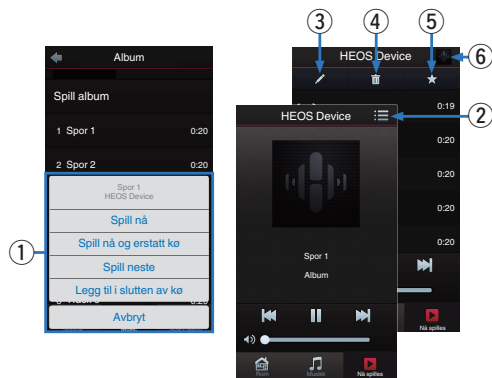 ③
④
⑤
Album
HEOS Device
⑥
Spill album
0:19
HEOS Device
②
1 Spor 1 0:20
0:20
2 Spor 2 0:20
0:20
Spor 1
HEOS Device
0:20
①
Spill nå
Spill nå og erstatt kø
0:20
Spill neste
Spor 1
Legg til i slutten av kø
Album
Avbryt
Rom
Musikk
Nå spilles
Nå spilles